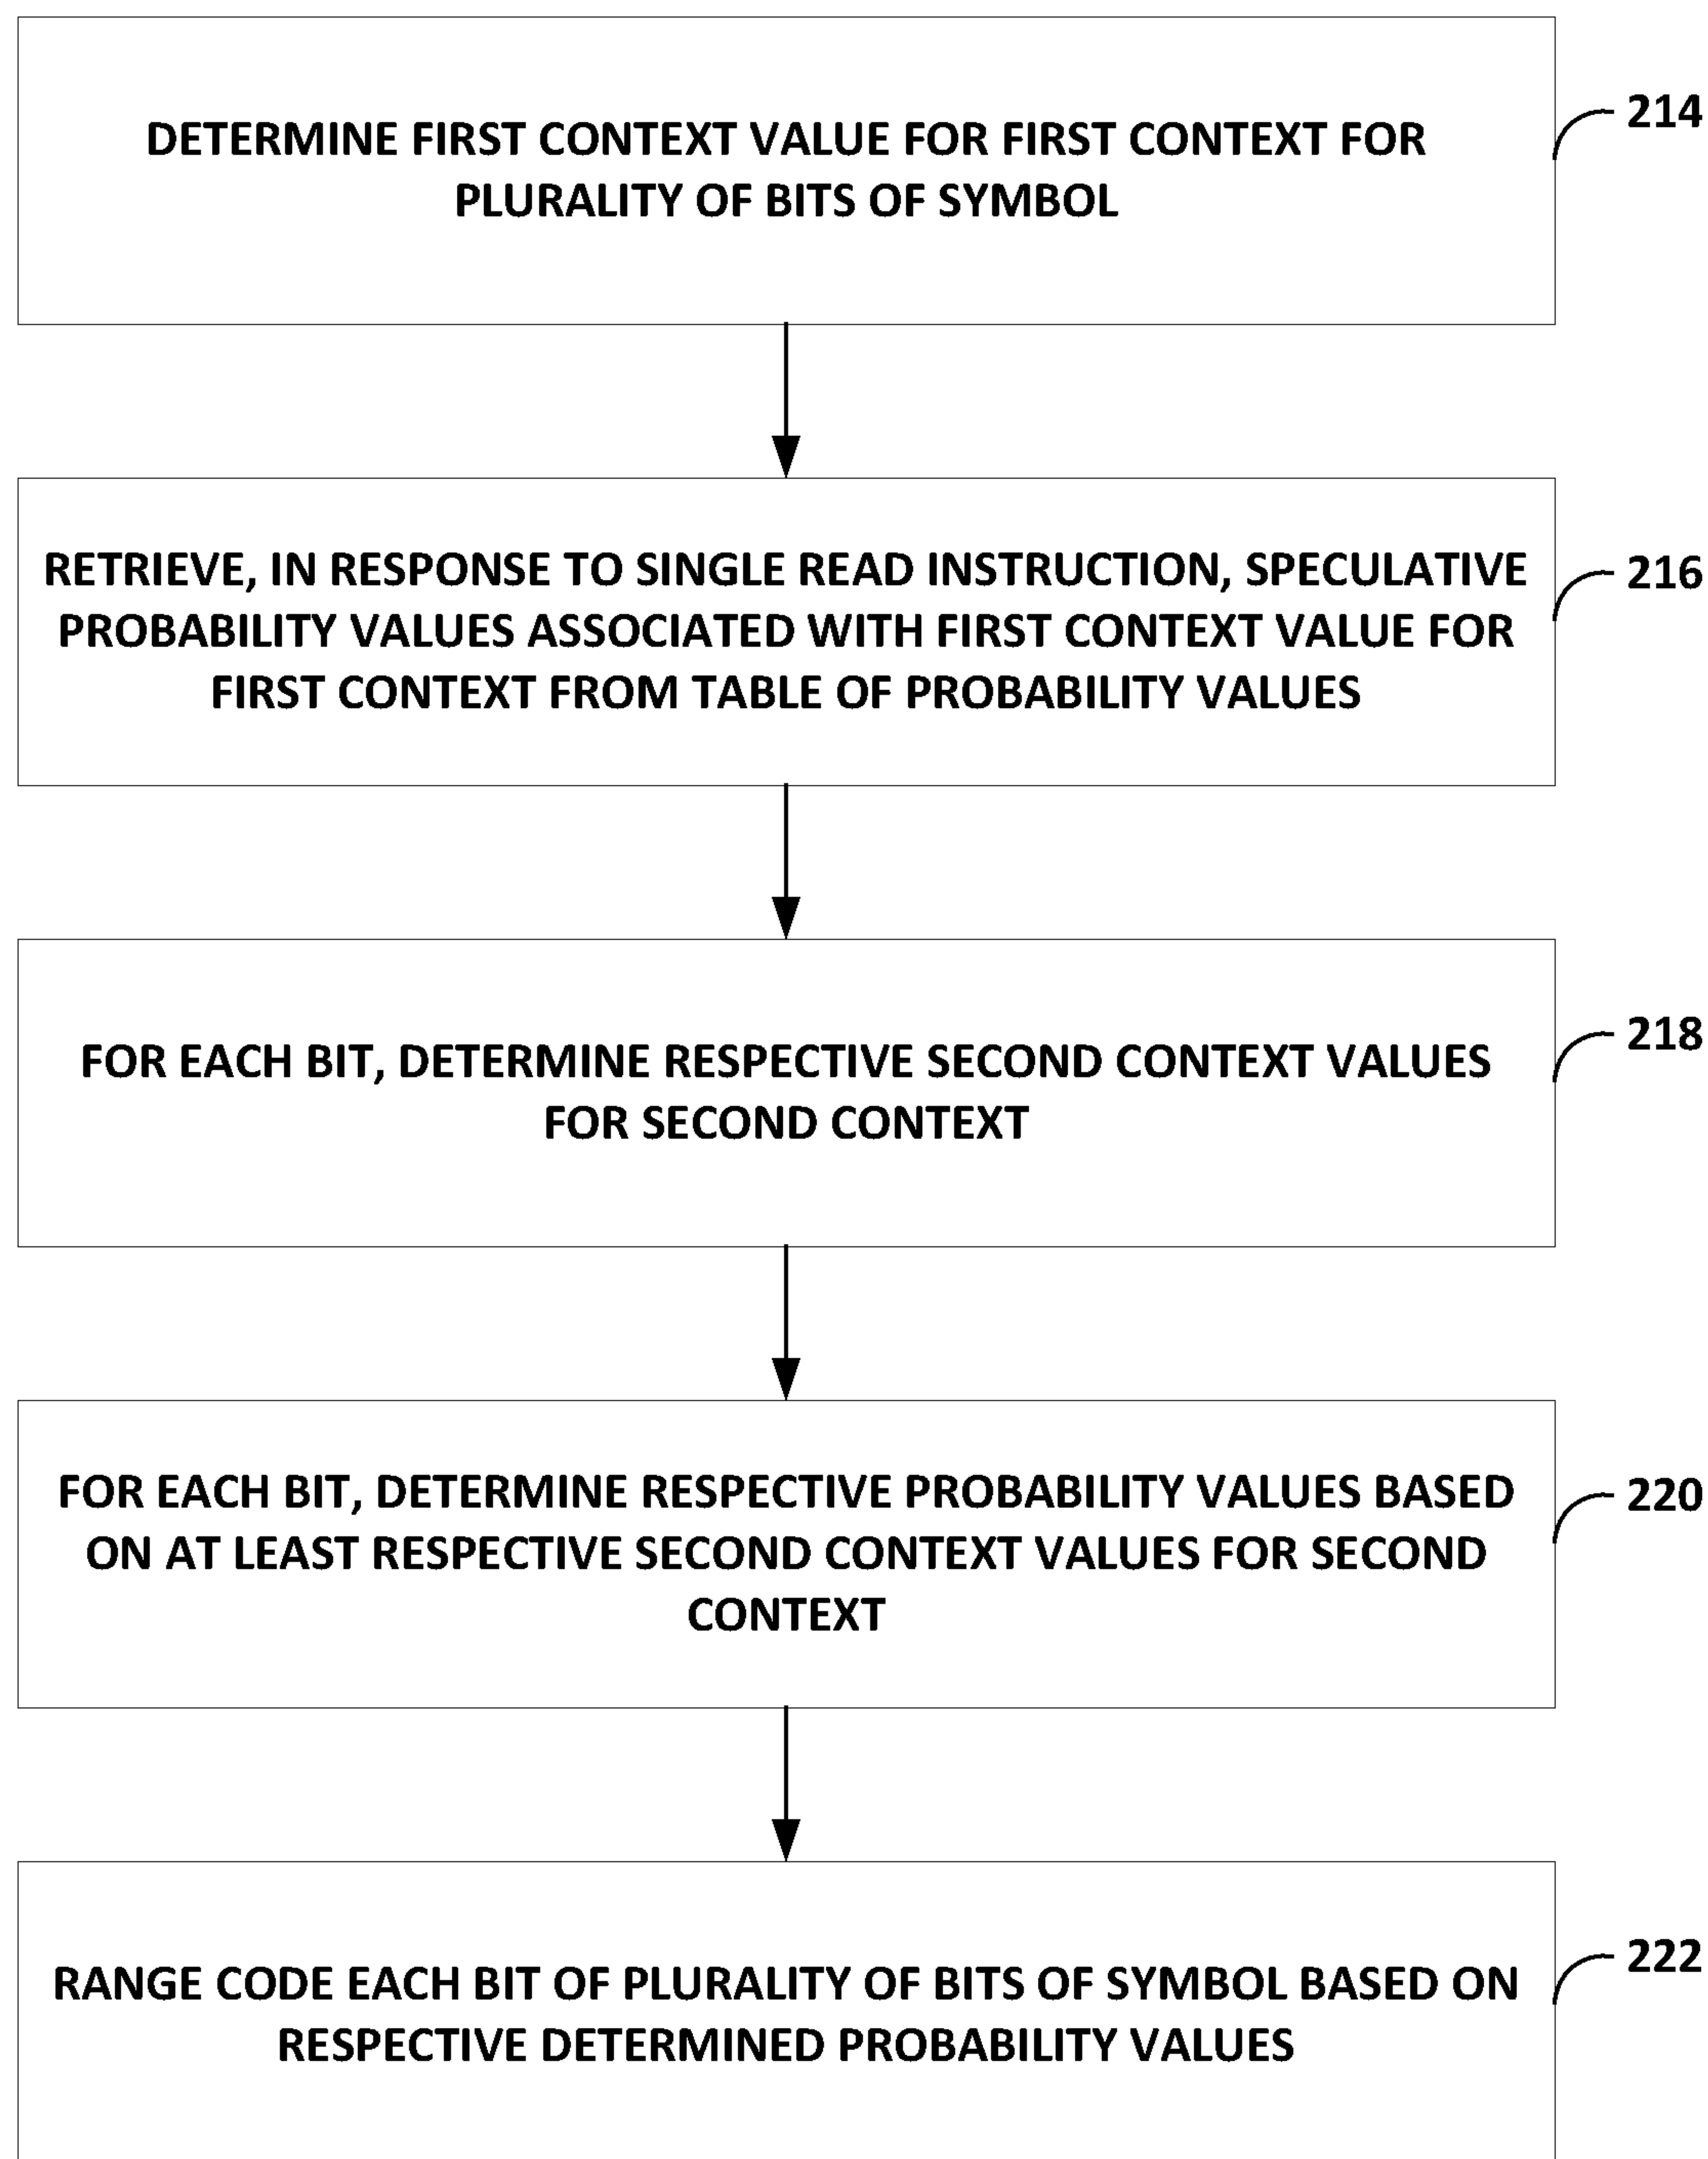 DETERMINE FIRST CONTEXT VALUE FOR FIRST CONTEXT FOR
PLURALITY OF BITS OF SYMBOL
214
RETRIEVE, IN RESPONSE TO SINGLE READ INSTRUCTION, SPECULATIVE
PROBABILITY VALUES ASSOCIATED WITH FIRST CONTEXT VALUE FOR
FIRST CONTEXT FROM TABLE OF PROBABILITY VALUES
216
FOR EACH BIT, DETERMINE RESPECTIVE SECOND CONTEXT VALUES
FOR SECOND CONTEXT
218
FOR EACH BIT, DETERMINE RESPECTIVE PROBABILITY VALUES BASED
ON AT LEAST RESPECTIVE SECOND CONTEXT VALUES FOR SECOND
CONTEXT
220
RANGE CODE EACH BIT OF PLURALITY OF BITS OF SYMBOL BASED ON
RESPECTIVE DETERMINED PROBABILITY VALUES
222